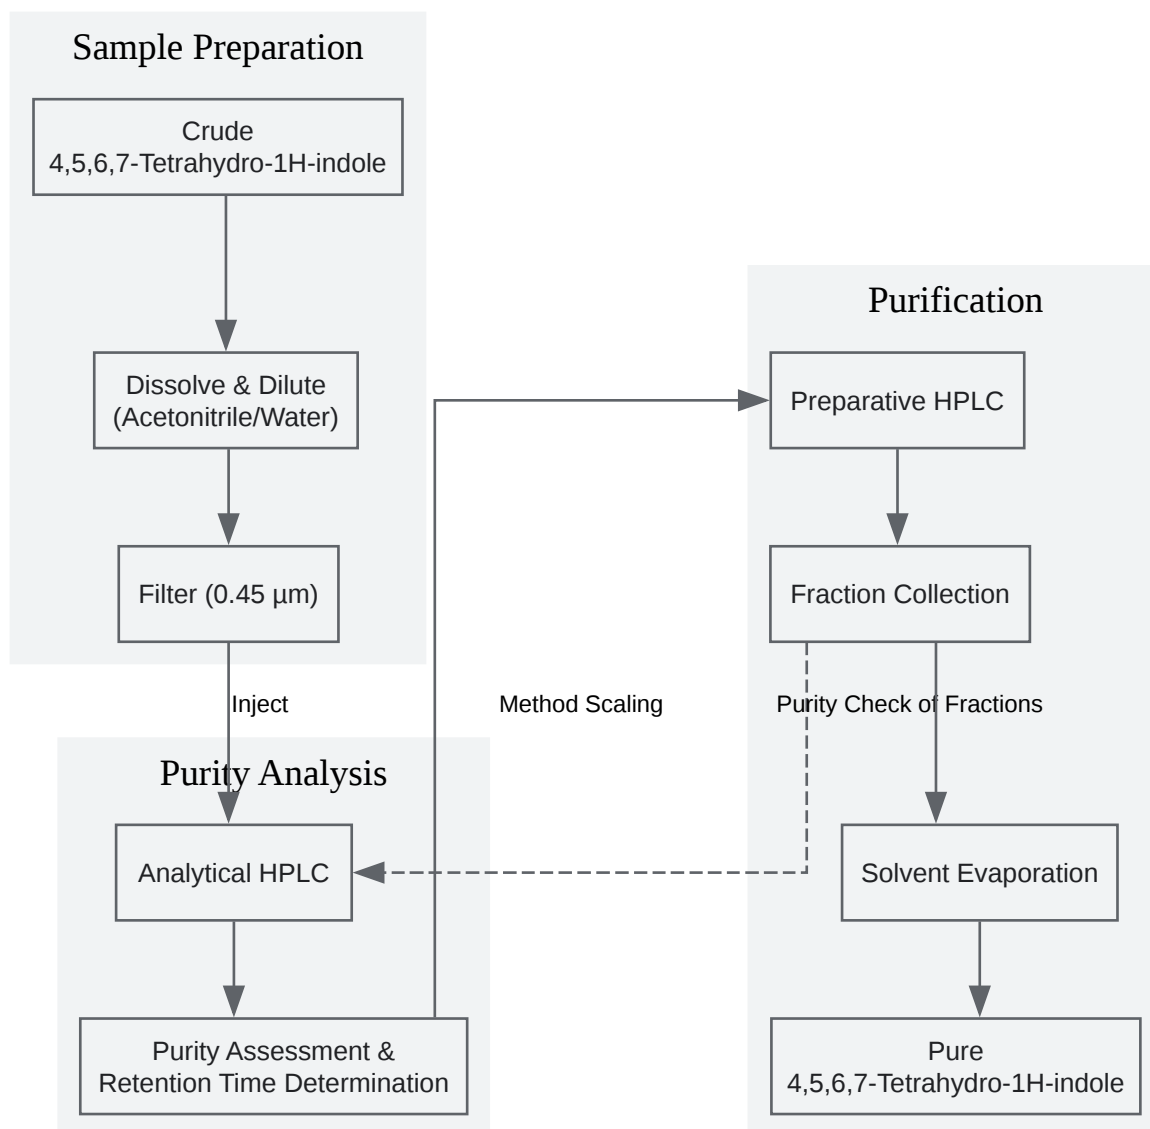 Sample Preparation
Crude
4,5,6,7-Tetrahydro-1H-indole
Dissolve & Dilute
(Acetonitrile/Water)
Filter (0.45 µm)
Inject
Purity Analysis
Analytical HPLC
Purity Assessment &
Retention Time Determination
Method Scaling
Purification
Preparative HPLC
Fraction Collection
Purity Check of Fractions
Solvent Evaporation
Pure
4,5,6,7-Tetrahydro-1H-indole